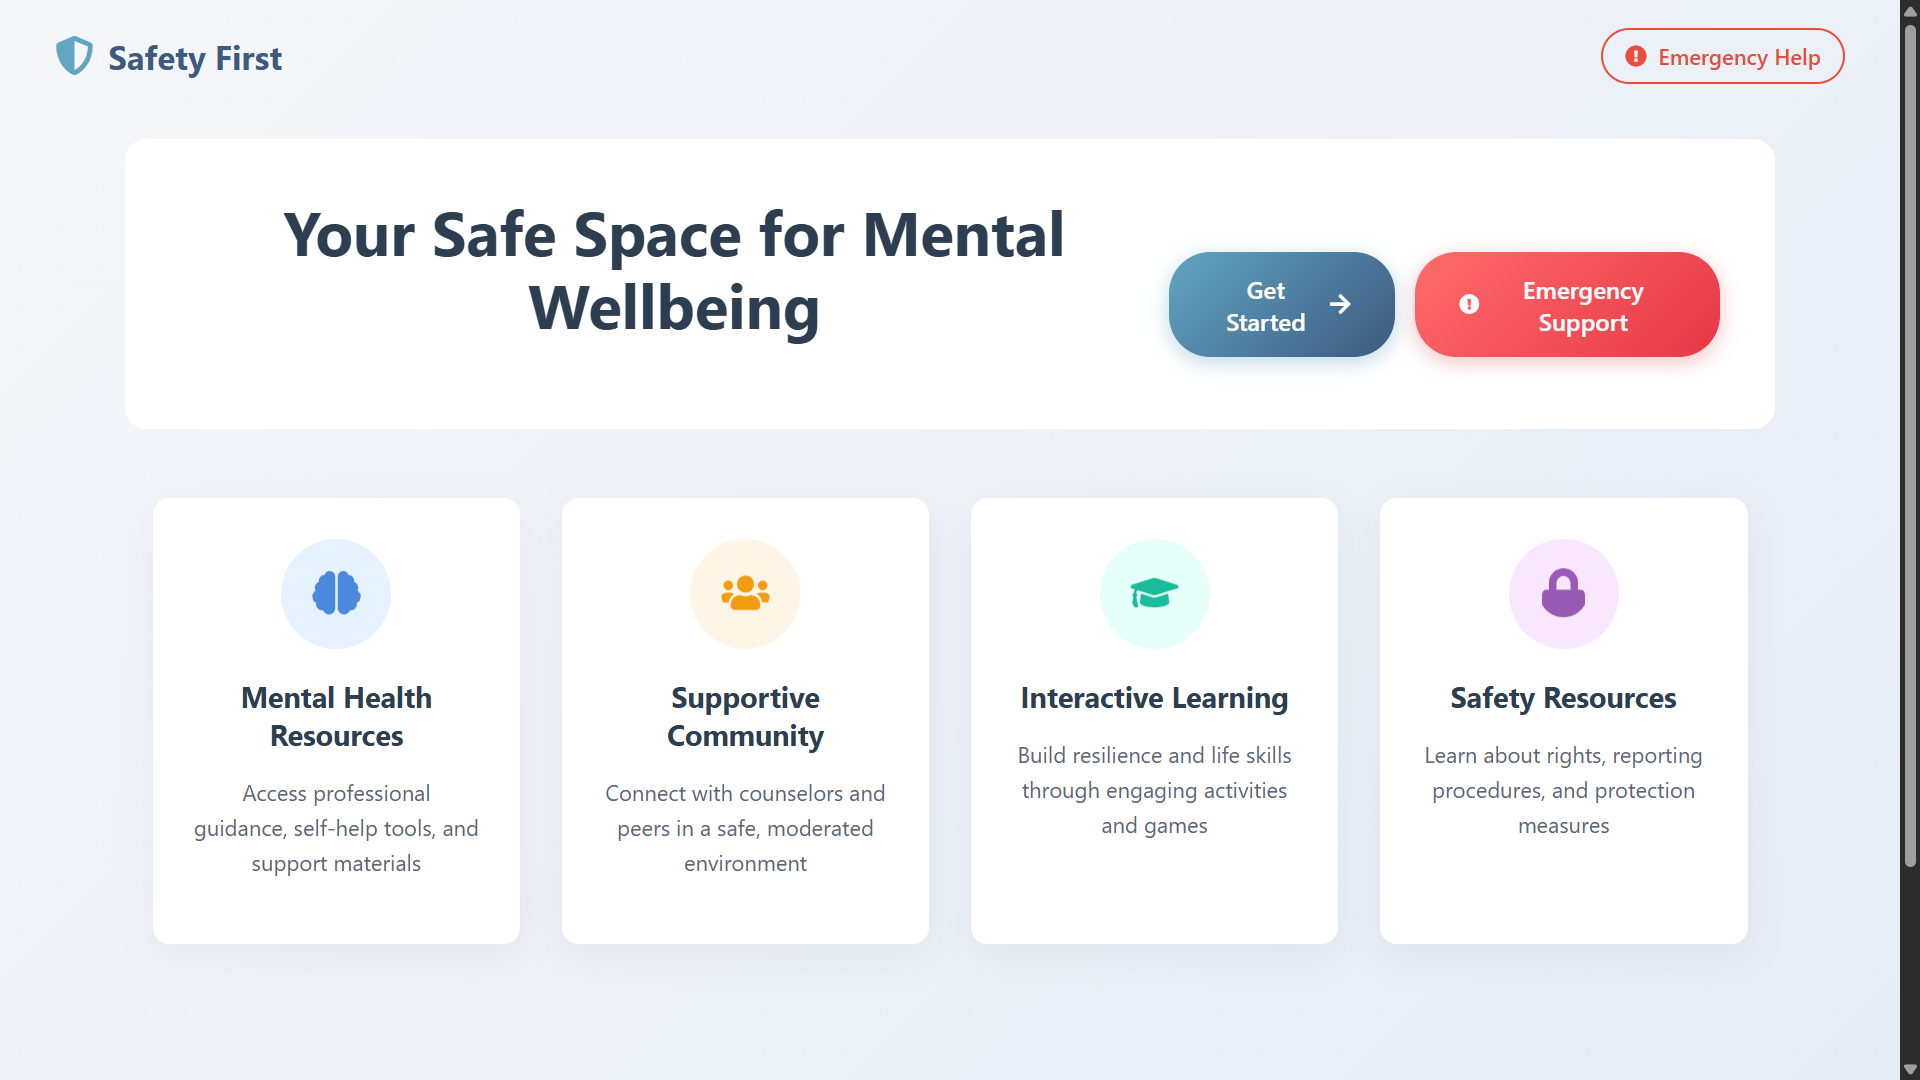 Safety First
Emergency Help
Your Safe Space for Mental
Wellbeing
Get
Started
Emergency
Support
Mental Health
Resources
Access professional
guidance, self-help tools, and
support materials
Supportive
Community
Connect with counselors and
peers in a safe, moderated
environment
Interactive Learning
Build resilience and life skills
through engaging activities
and games
Safety Resources
Learn about rights, reporting
procedures, and protection
measures